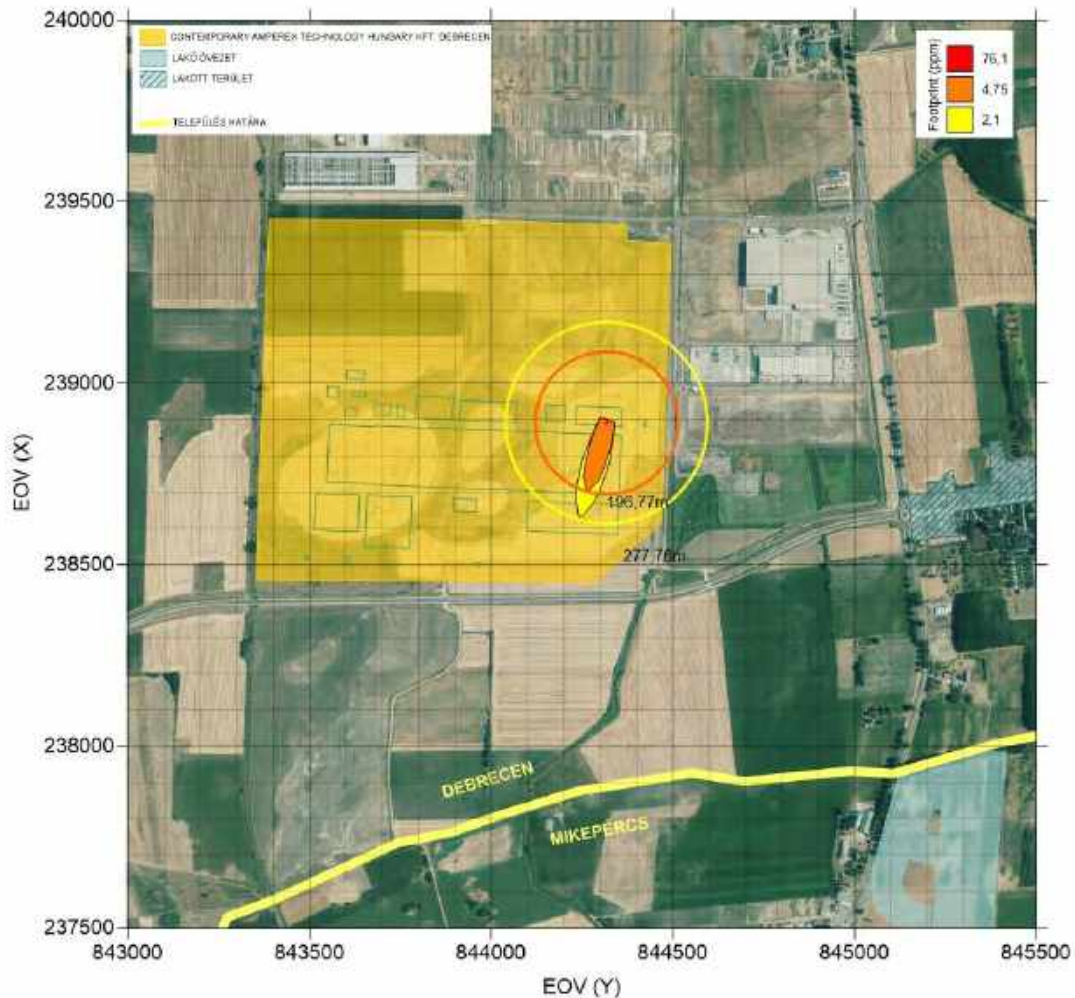 240000
239500
239000
238500
238000
237500
EOV (X)
CONTEMPORARY AMPEREX TECHNOLOGY HUNGARY KFT. DEBRECEN
LAKÓÖVEZET
LAKOTT TERÜLET
TELEPÜLÉS HATÁRA
Footprint (ppm)
76,1
4,75
2,1
196,77m
277,76m
DEBRECEN
MIKEPERCS
843000
843500
844000
844500
845000
845500
EOV (Y)